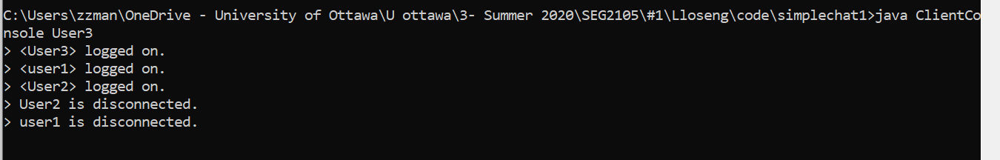 C:\Users\zzman\OneDrive - University of Ottawa\U ottawa\3- Summer 2020\SEG2105\#1\Lloseng\code\simplechat1>java ClientCo
nsole User3
> <User3> logged on.
> <user1> logged on.
> <User2> logged on.
> User2 is disconnected.
> user1 is disconnected.